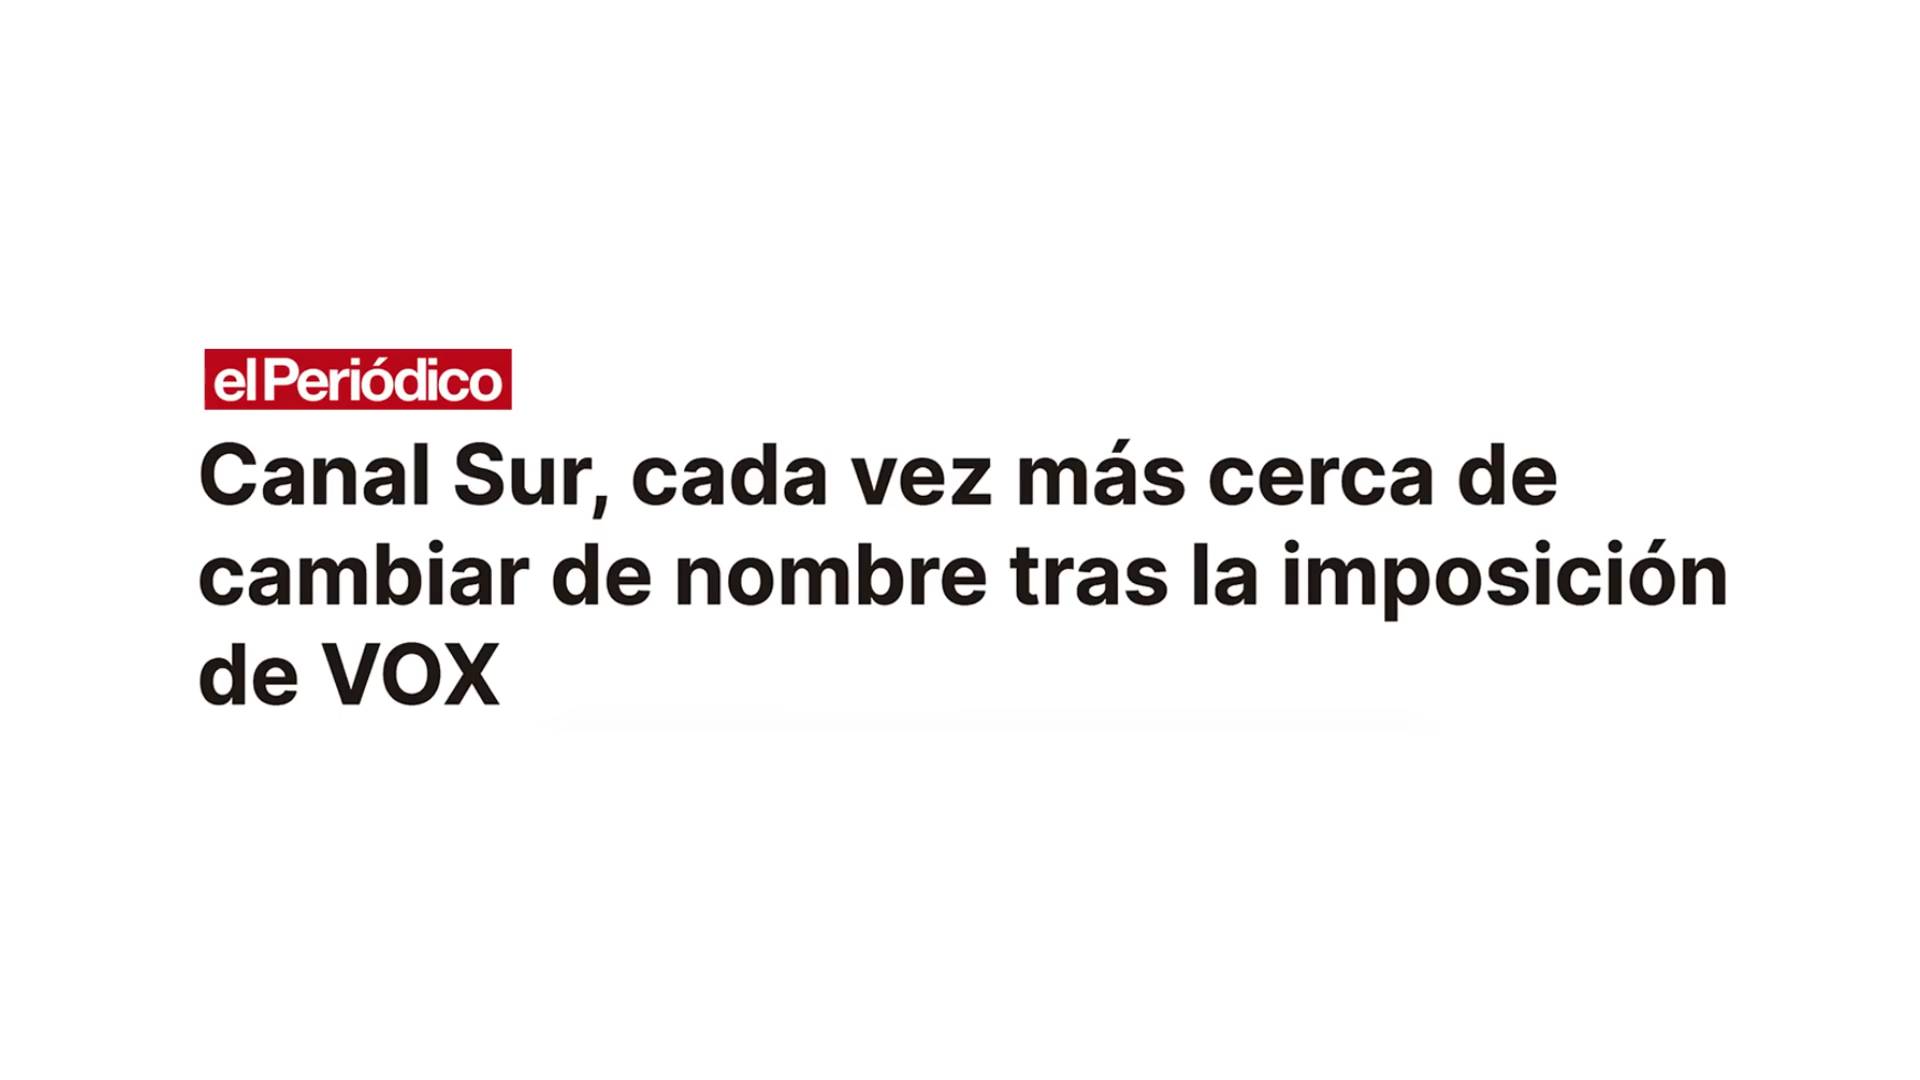 elPeriódico
Canal Sur, cada vez más cerca de
cambiar de nombre tras la imposición
de VOX